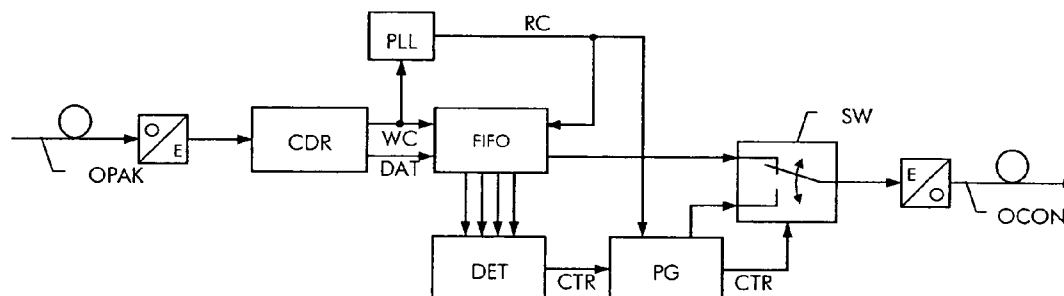 RC
PLL
SW
O
E
CDR
WC
FIFO
E
O
DAT
OPAK
OCON
DET
CTR
PG
CTR